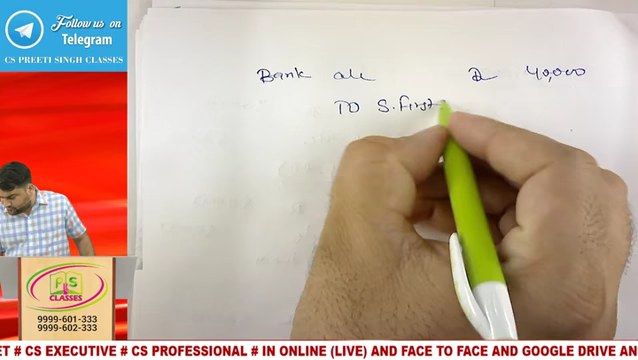 Follow us on
Telegram
CS PREETI SINGH CLASSES
Bank a/c Dr 40,000
TO S. First
PS
CLASSES
9999-601-333
9999-602-333
ET # CS EXECUTIVE # CS PROFESSIONAL # IN ONLINE (LIVE) AND FACE TO FACE AND GOOGLE DRIVE AN